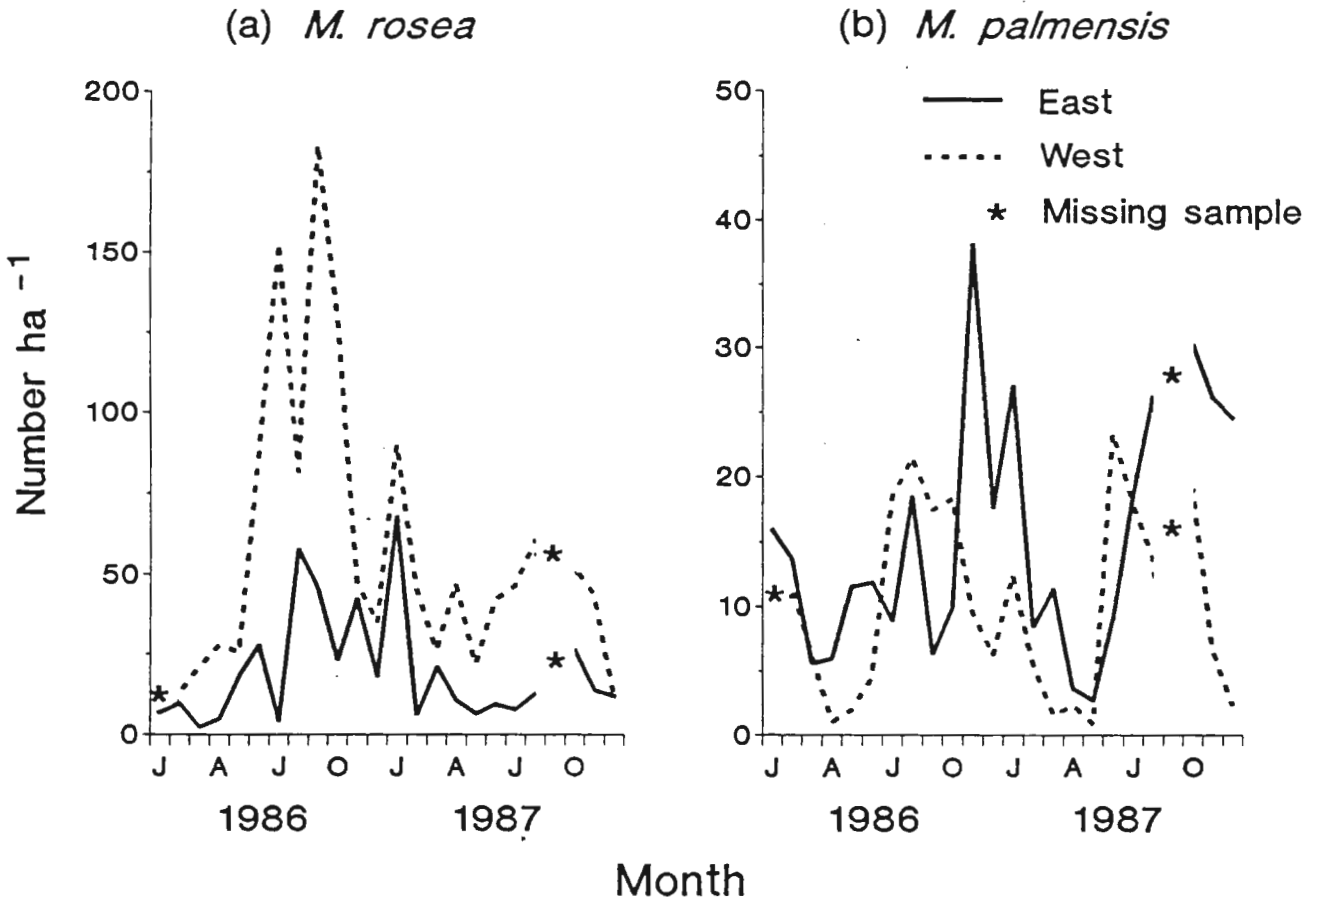 (a) M. rosea
(b) M. palmensis
Number ha -1
200
150
100
50
0
J A J O J A J O
1986 1987
50
40
30
20
10
0
East
West
* Missing sample
J A J O J A J O
1986 1987
Month